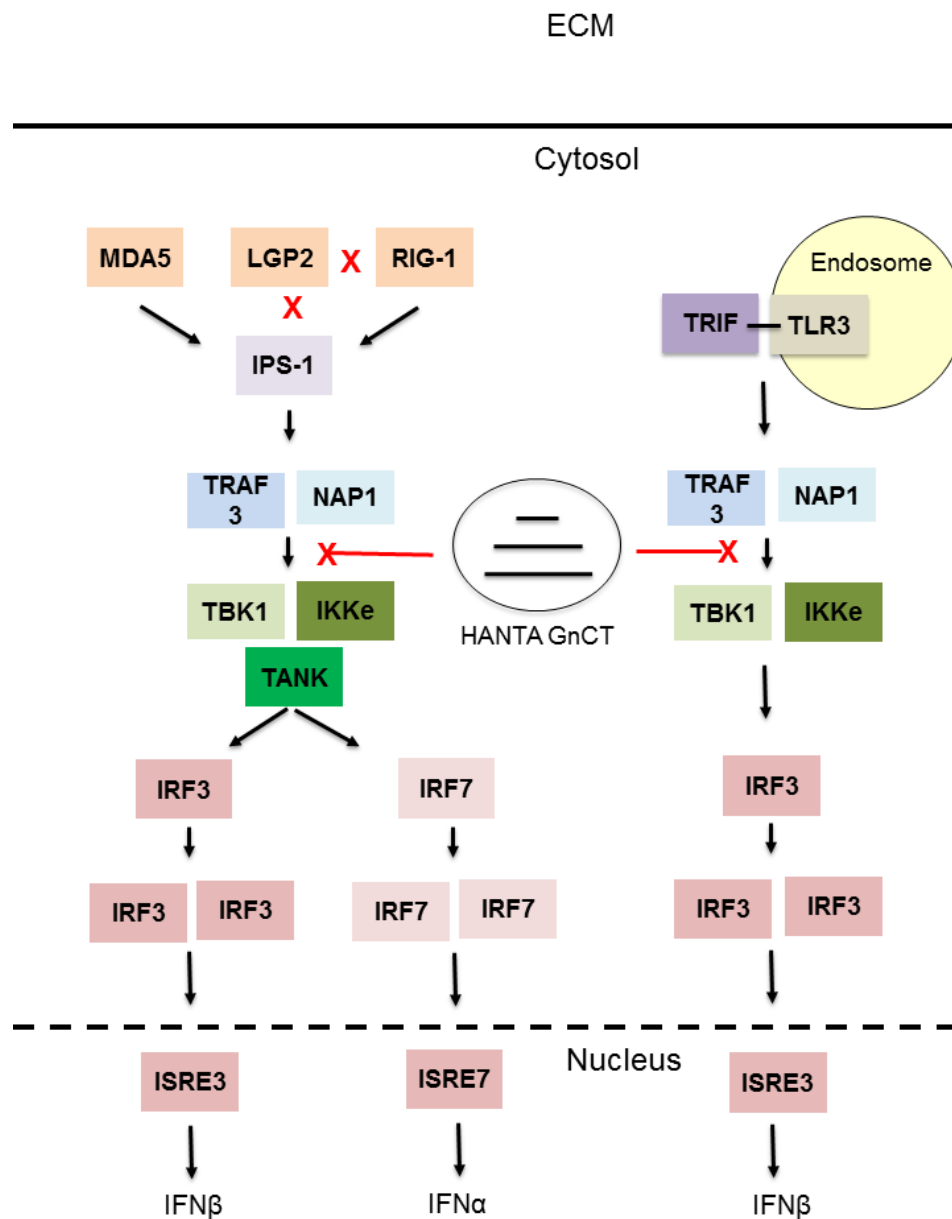 ECM
Cytosol
MDA5
LGP2
X
RIG-1
X
IPS-1
Endosome
TRIF
TLR3
TRAF
3
NAP1
TRAF
3
NAP1
X
X
HANTA GnCT
TBK1
IKKe
TANK
TBK1
IKKe
IRF3
IRF7
IRF3
IRF3
IRF3
IRF7
IRF7
IRF3
IRF3
Nucleus
ISRE3
ISRE7
ISRE3
IFNβ
IFNα
IFNβ